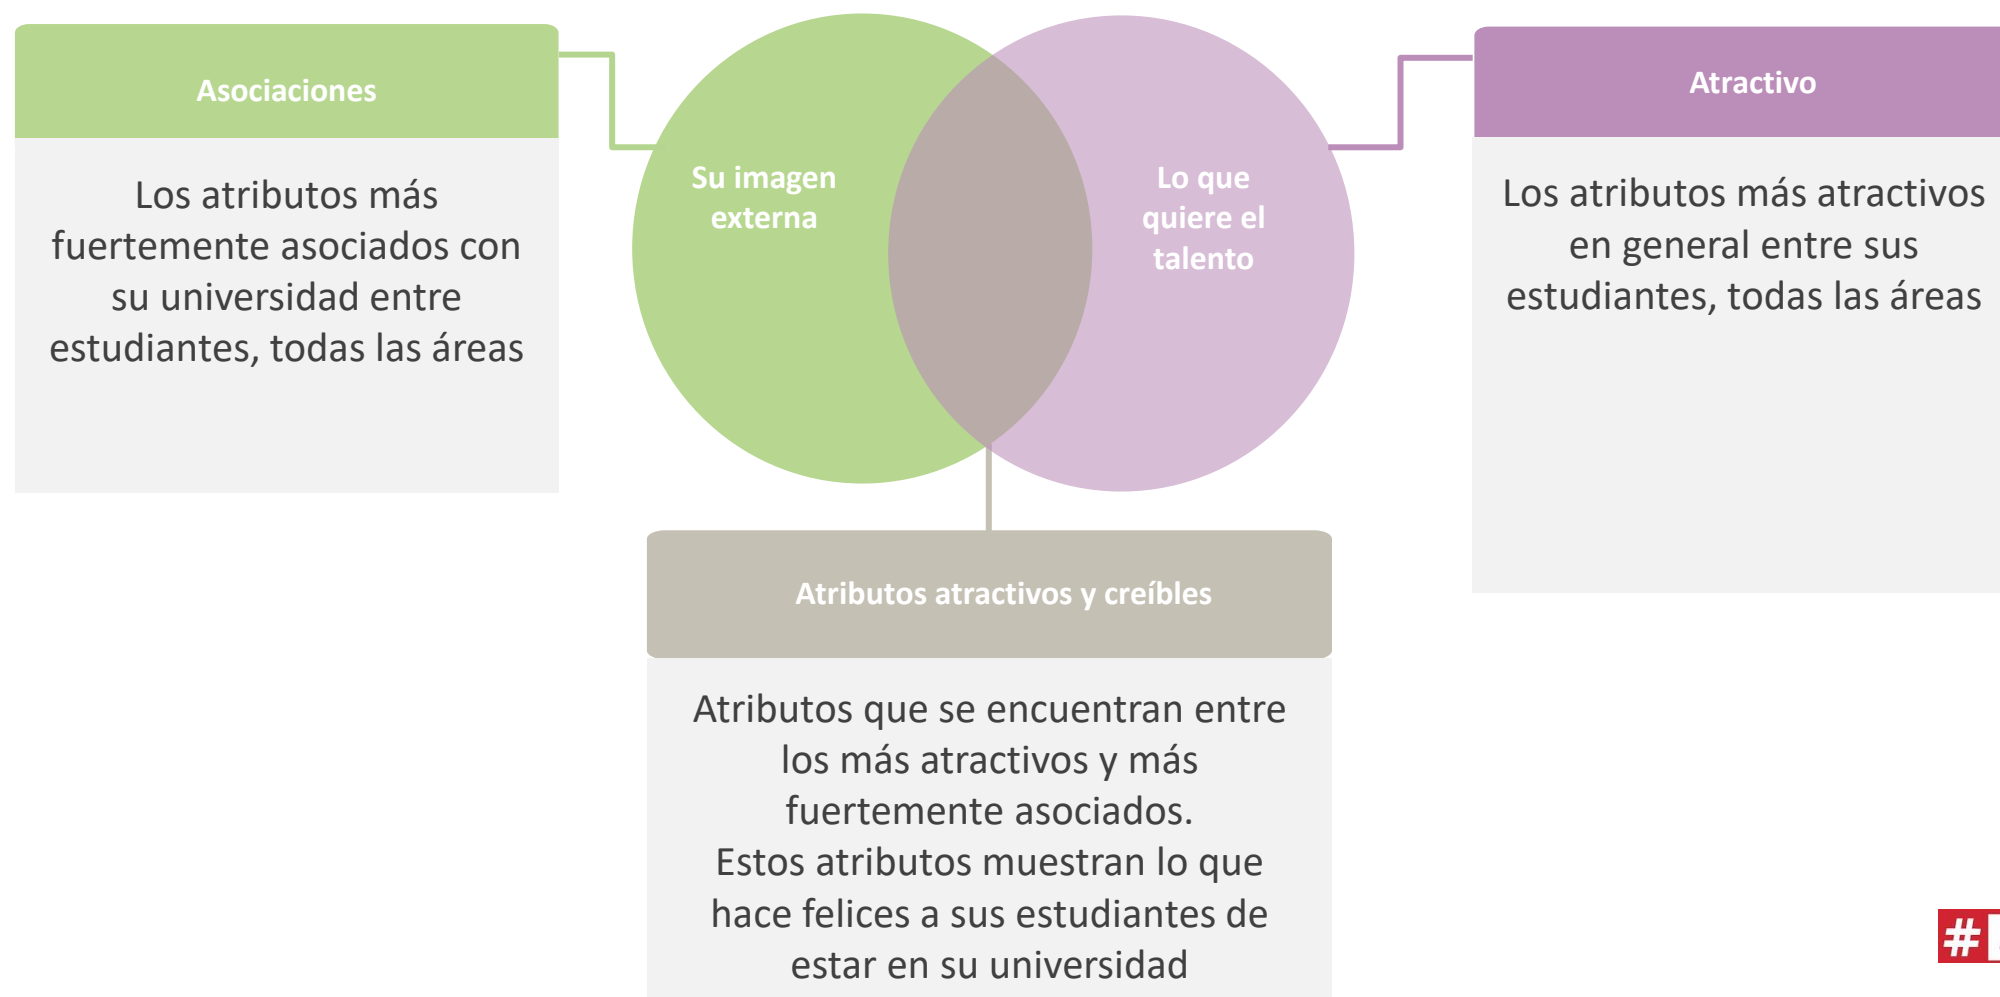 Asociaciones
Los atributos más
fuertemente asociados con
su universidad entre
estudiantes, todas las áreas
Su imagen
externa
Lo que
quiere el
talento
Atractivo
Los atributos más atractivos
en general entre sus
estudiantes, todas las áreas
Atributos atractivos y creíbles
Atributos que se encuentran entre
los más atractivos y más
fuertemente asociados.
Estos atributos muestran lo que
hace felices a sus estudiantes de
estar en su universidad
#